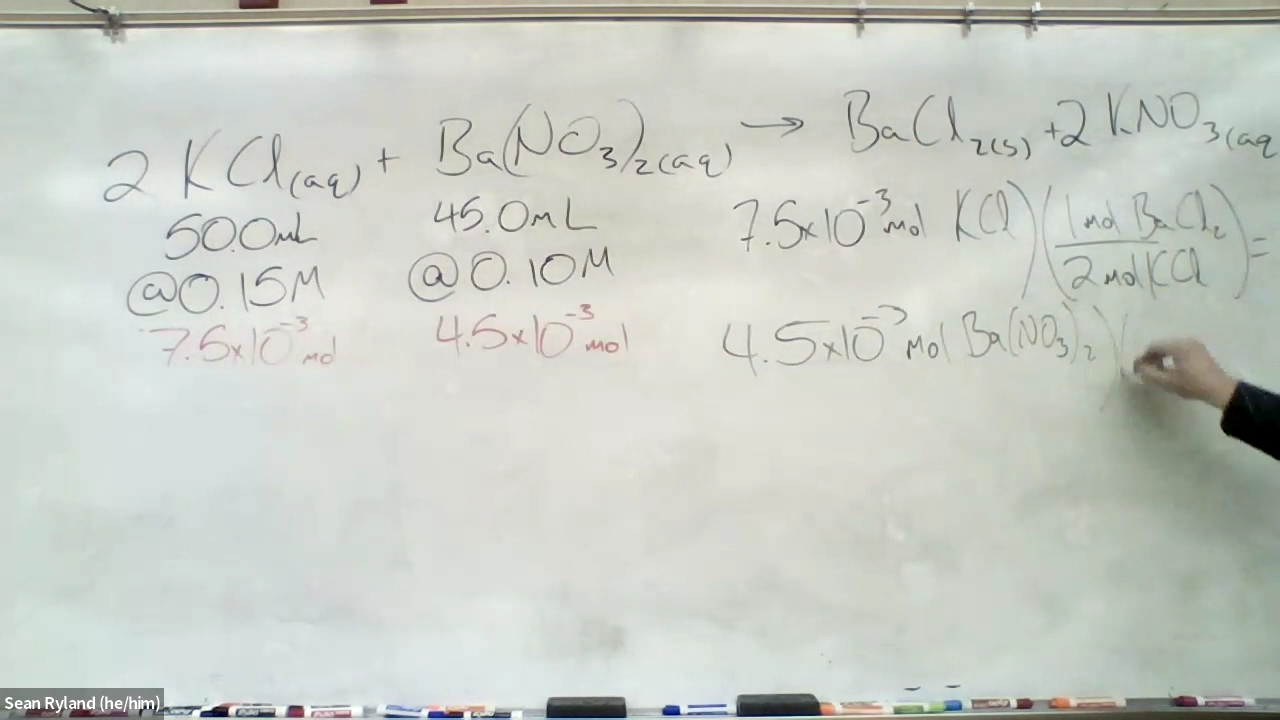 2 KCl(aq) + Ba(NO3)2(aq) → BaCl2(s) + 2 KNO3(aq
50.0mL 45.0mL
@0.15M @0.10M
7.5x10^-3 mol 4.5x10^-3 mol
7.5x10^-3 mol KCl)(1 mol BaCl2 / 2 mol KCl) =
4.5x10^-3 mol Ba(NO3)2)(
Sean Ryland (he/him)